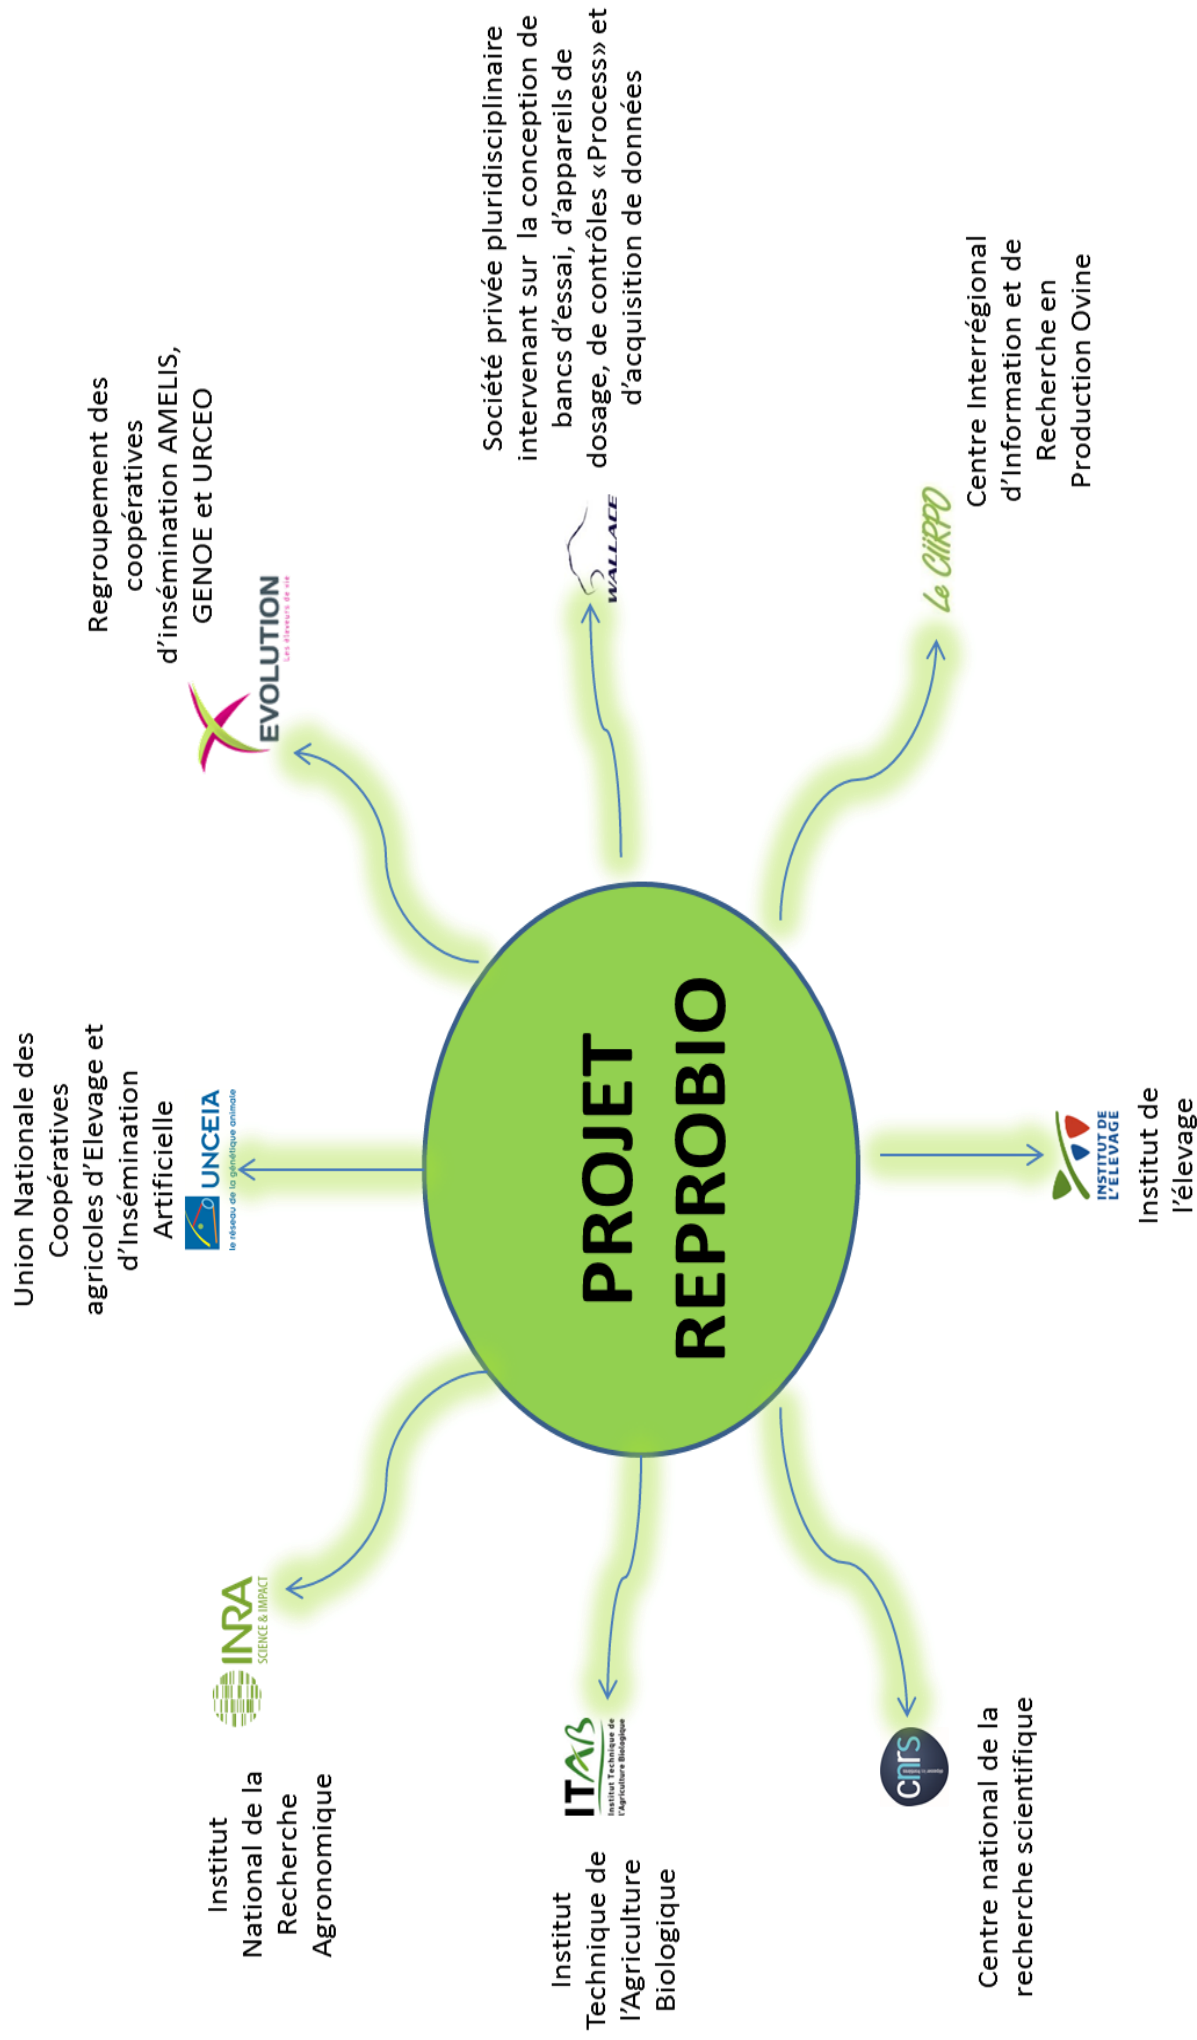 Union Nationale des
Coopératives
agricoles d'Elevage et
d'Insémination
Artificielle
UNCEIA
le réseau de la génétique animale
Regroupement des
coopératives
d'insémination AMELIS,
GENOE et URCEO
EVOLUTION
Les éleveurs de vie
INRA
SCIENCE & IMPACT
Institut
National de la
Recherche
Agronomique
Société privée pluridisciplinaire
intervenant sur la conception de
bancs d'essai, d'appareils de
dosage, de contrôles «Process» et
d'acquisition de données
WALLACE
PROJET
REPROBIO
ITAB
Institut Technique de
l'Agriculture Biologique
Institut
Technique de
l'Agriculture
Biologique
Le CIIRPO
Centre Interrégional
d'Information et de
Recherche en
Production Ovine
cnrs
Centre national de la
recherche scientifique
INSTITUT DE
L'ELEVAGE
Institut de
l'élevage